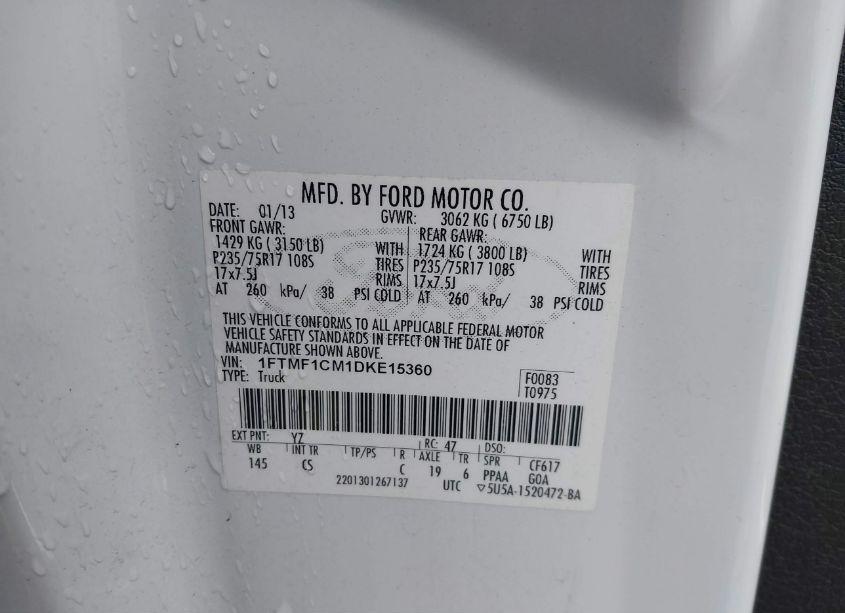 MFD. BY FORD MOTOR CO.
DATE: 01/13 GVWR: 3062 KG ( 6750 LB)
FRONT GAWR: REAR GAWR:
1429 KG ( 3150 LB) WITH 1724 KG ( 3800 LB) WITH
P235/75R17 108S TIRES P235/75R17 108S TIRES
17x7.5J RIMS 17x7.5J RIMS
AT 260 kPa/ 38 PSI COLD AT 260 kPa/ 38 PSI COLD
THIS VEHICLE CONFORMS TO ALL APPLICABLE FEDERAL MOTOR
VEHICLE SAFETY STANDARDS IN EFFECT ON THE DATE OF
MANUFACTURE SHOWN ABOVE.
VIN: 1FTMF1CM1DKE15360
TYPE: Truck
F0083
T0975
EXT PNT: YZ RC: 47 DSO:
WB INT TR TP/PS R AXLE TR SPR CF617
145 CS C 19 6 PPAA GOA
2201301267137 UTC ▽5U5A-1520472-BA